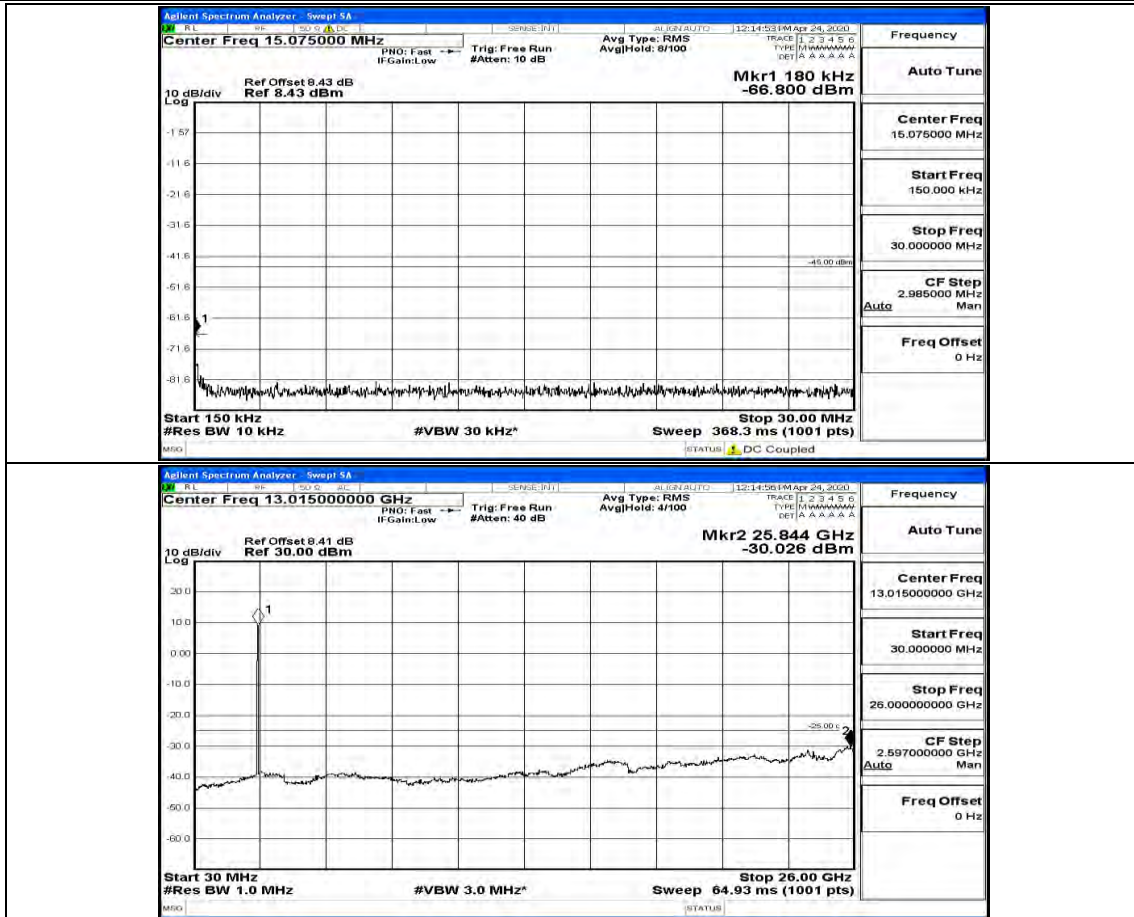 Agilent Spectrum Analyzer - Swept SA
RL RF 50 Ω DC SENSE:INT ALIGN AUTO 12:14:53 PM Apr 24, 2020
Center Freq 15.075000 MHz
PNO: Fast
IFGain:Low
Trig: Free Run
#Atten: 10 dB
Avg Type: RMS
Avg|Hold: 8/100
TRACE 1 2 3 4 5 6
TYPE M WWWWW
DET A A A A A A
Ref Offset 8.43 dB
Ref 8.43 dBm
10 dB/div
Log
Mkr1 180 kHz
-66.800 dBm
-1.57
-11.6
-21.6
-31.6
-41.6
-45.00 dBm
-51.6
-61.6
1
-71.6
-81.6
Start 150 kHz
Stop 30.00 MHz
#Res BW 10 kHz
#VBW 30 kHz*
Sweep 368.3 ms (1001 pts)
MSG
STATUS
DC Coupled
Frequency
Auto Tune
Center Freq
15.075000 MHz
Start Freq
150.000 kHz
Stop Freq
30.000000 MHz
CF Step
2.985000 MHz
Auto Man
Freq Offset
0 Hz
Agilent Spectrum Analyzer - Swept SA
RL RF 50 Ω AC SENSE:INT ALIGN AUTO 12:14:56 PM Apr 24, 2020
Center Freq 13.015000000 GHz
PNO: Fast
IFGain:Low
Trig: Free Run
#Atten: 40 dB
Avg Type: RMS
Avg|Hold: 4/100
TRACE 1 2 3 4 5 6
TYPE M WWWWW
DET A A A A A A
Ref Offset 8.41 dB
Ref 30.00 dBm
10 dB/div
Log
Mkr2 25.844 GHz
-30.026 dBm
20.0
1
10.0
0.00
-10.0
-20.0
-25.00
2
-30.0
-40.0
-50.0
-60.0
Start 30 MHz
Stop 26.00 GHz
#Res BW 1.0 MHz
#VBW 3.0 MHz*
Sweep 64.93 ms (1001 pts)
MSG
STATUS
Frequency
Auto Tune
Center Freq
13.015000000 GHz
Start Freq
30.000000 MHz
Stop Freq
26.000000000 GHz
CF Step
2.597000000 GHz
Auto Man
Freq Offset
0 Hz